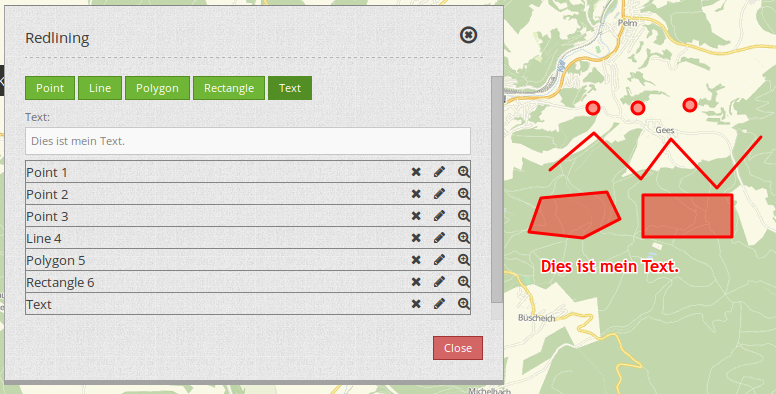 Redlining
Point Line Polygon Rectangle Text
Text:
Dies ist mein Text.
Point 1
Point 2
Point 3
Line 4
Polygon 5
Rectangle 6
Text
Close
Pelm
Gees
Dies ist mein Text.
Büscheich
Michelbach